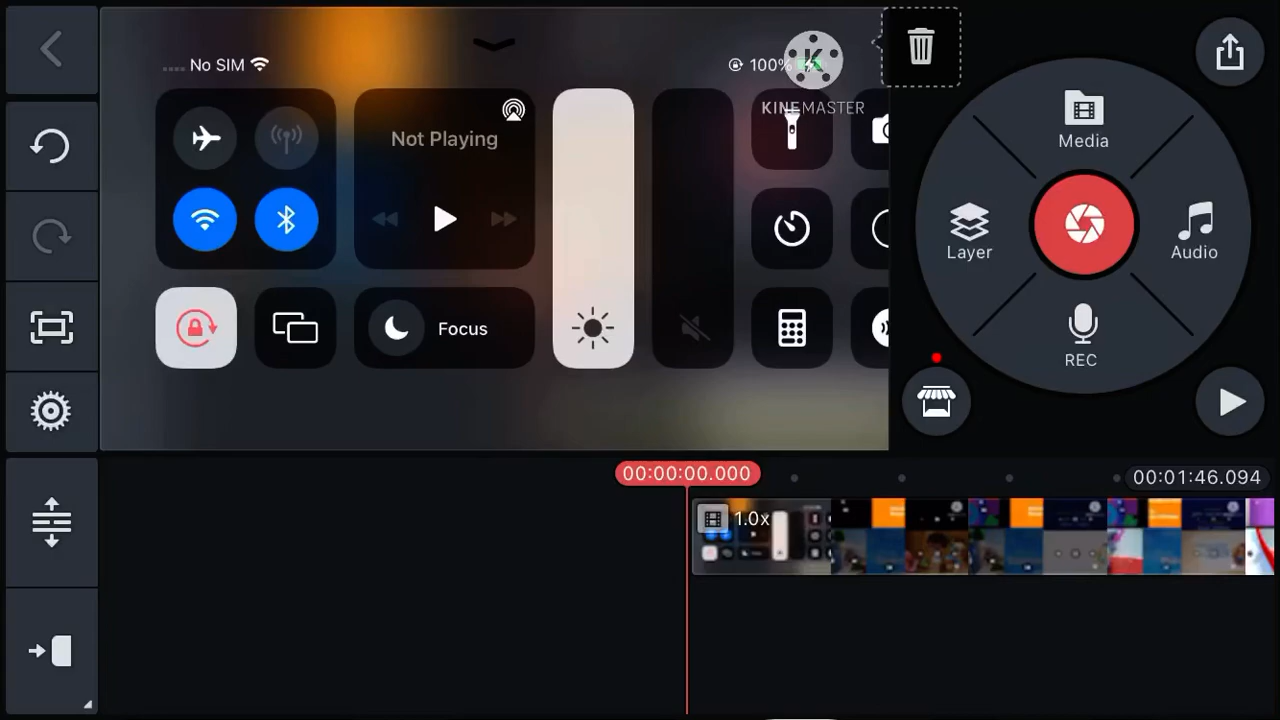 No SIM
100%
K
KINEMASTER
Not Playing
Focus
Media
Layer
Audio
REC
00:00:00.000
00:01:46.094
1.0x